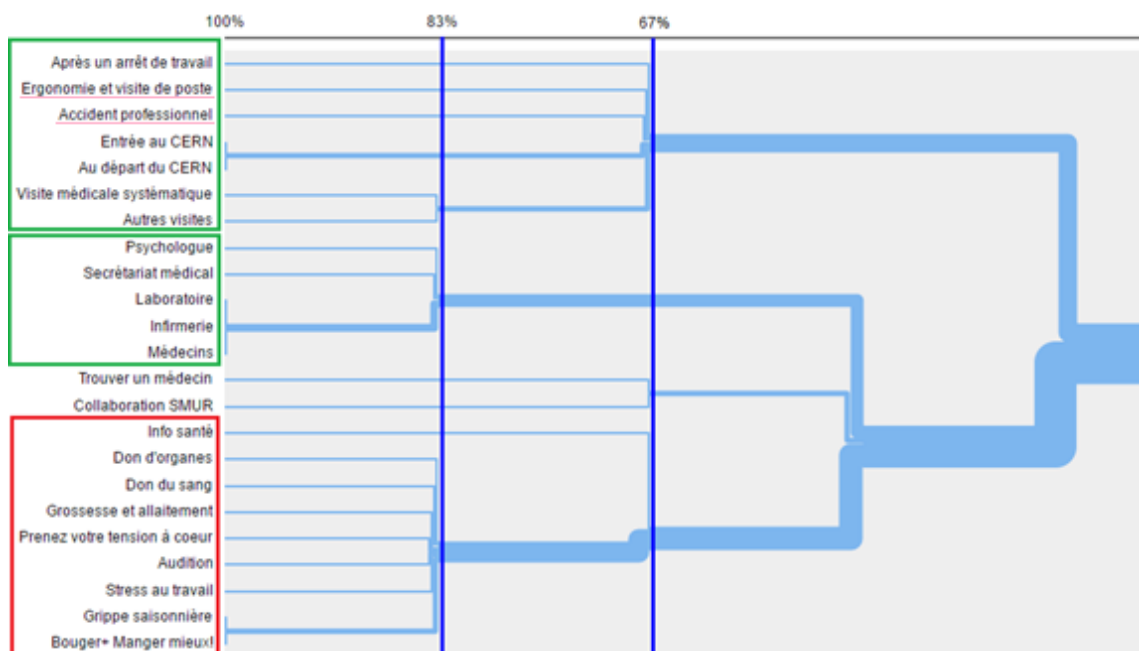 100% 83% 67%
Après un arrêt de travail
Ergonomie et visite de poste
Accident professionnel
Entrée au CERN
Au départ du CERN
Visite médicale systématique
Autres visites
Psychologue
Secrétariat médical
Laboratoire
Infirmerie
Médecins
Trouver un médecin
Collaboration SMUR
Info santé
Don d'organes
Don du sang
Grossesse et allaitement
Prenez votre tension à coeur
Audition
Stress au travail
Grippe saisonnière
Bouger+ Manger mieux!